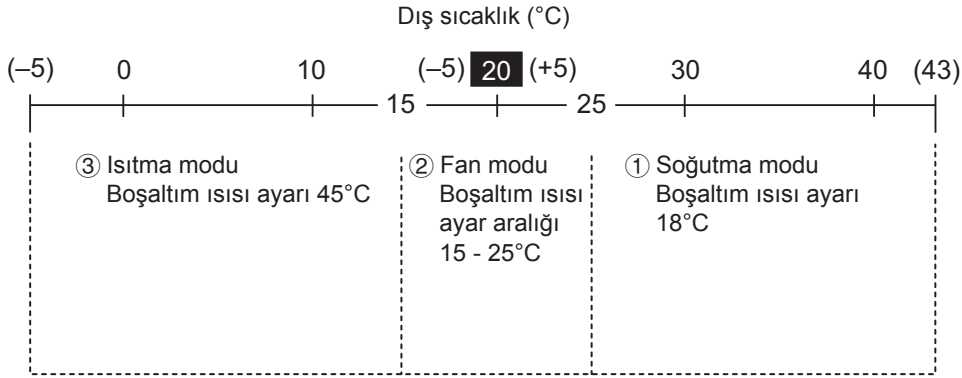 Dış sıcaklık (°C)
(–5) 0 10 (–5) 20 (+5) 30 40 (43)
15 25
③ Isıtma modu
Boşaltım ısısı ayarı 45°C
② Fan modu
Boşaltım ısısı
ayar aralığı
15 - 25°C
① Soğutma modu
Boşaltım ısısı ayarı
18°C